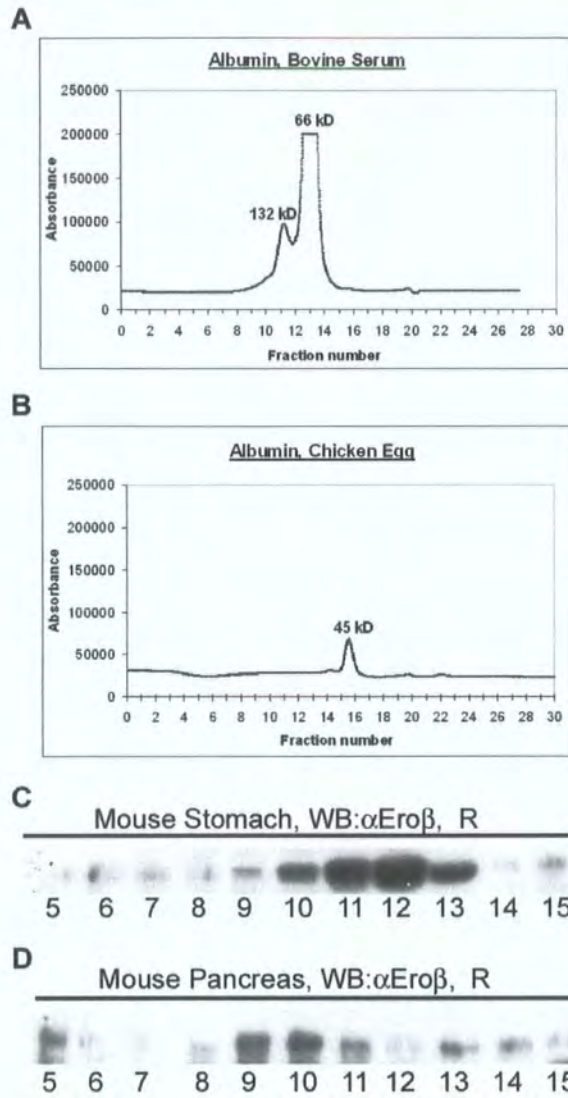 A
Albumin, Bovine Serum
250000
200000
150000
100000
50000
0
Absorbance
132 kD
66 kD
0 2 4 6 8 10 12 14 16 18 20 22 24 26 28 30
Fraction number
B
Albumin, Chicken Egg
250000
200000
150000
100000
50000
0
Absorbance
45 kD
0 2 4 6 8 10 12 14 16 18 20 22 24 26 28 30
Fraction number
C
Mouse Stomach, WB:αEroβ, R
5 6 7 8 9 10 11 12 13 14 15
D
Mouse Pancreas, WB:αEroβ, R
5 6 7 8 9 10 11 12 13 14 15